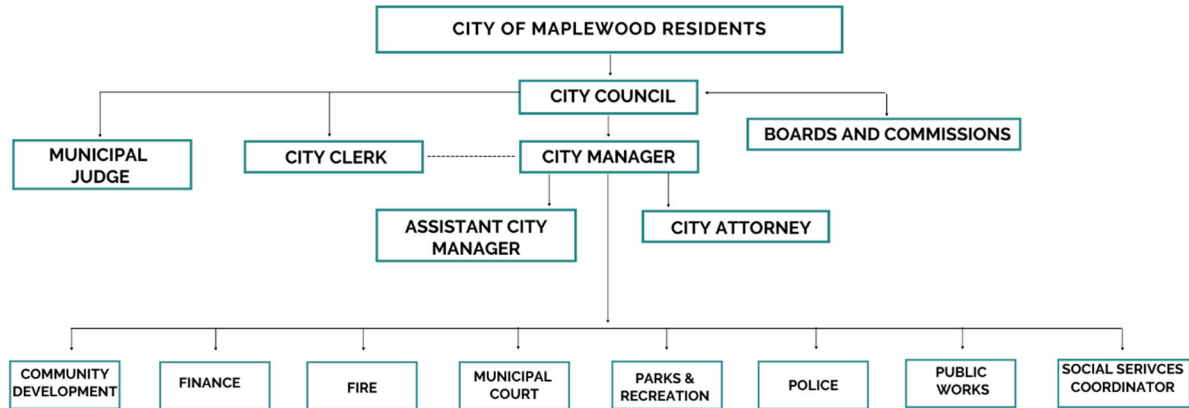 CITY OF MAPLEWOOD RESIDENTS
CITY COUNCIL
BOARDS AND COMMISSIONS
MUNICIPAL
JUDGE
CITY CLERK
CITY MANAGER
ASSISTANT CITY
MANAGER
CITY ATTORNEY
COMMUNITY
DEVELOPMENT
FINANCE
FIRE
MUNICIPAL
COURT
PARKS &
RECREATION
POLICE
PUBLIC
WORKS
SOCIAL SERIVCES
COORDINATOR